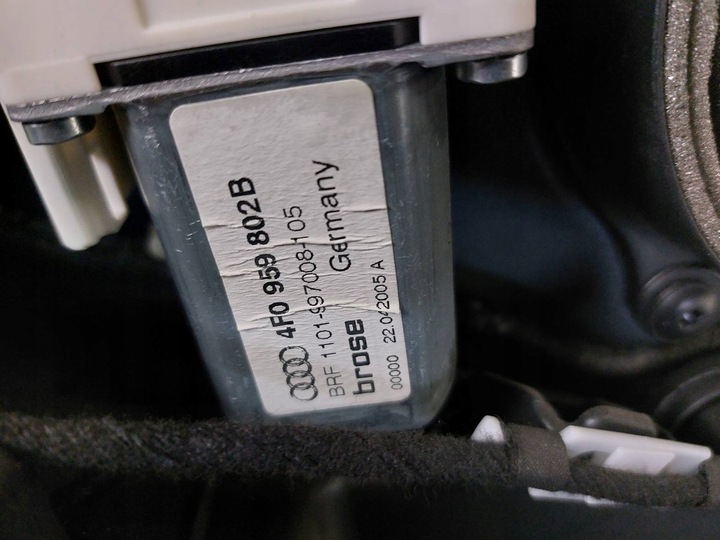 4F0 959 802B
BRF 1101-997008-105
brose Germany
00000 22.04.2005 A